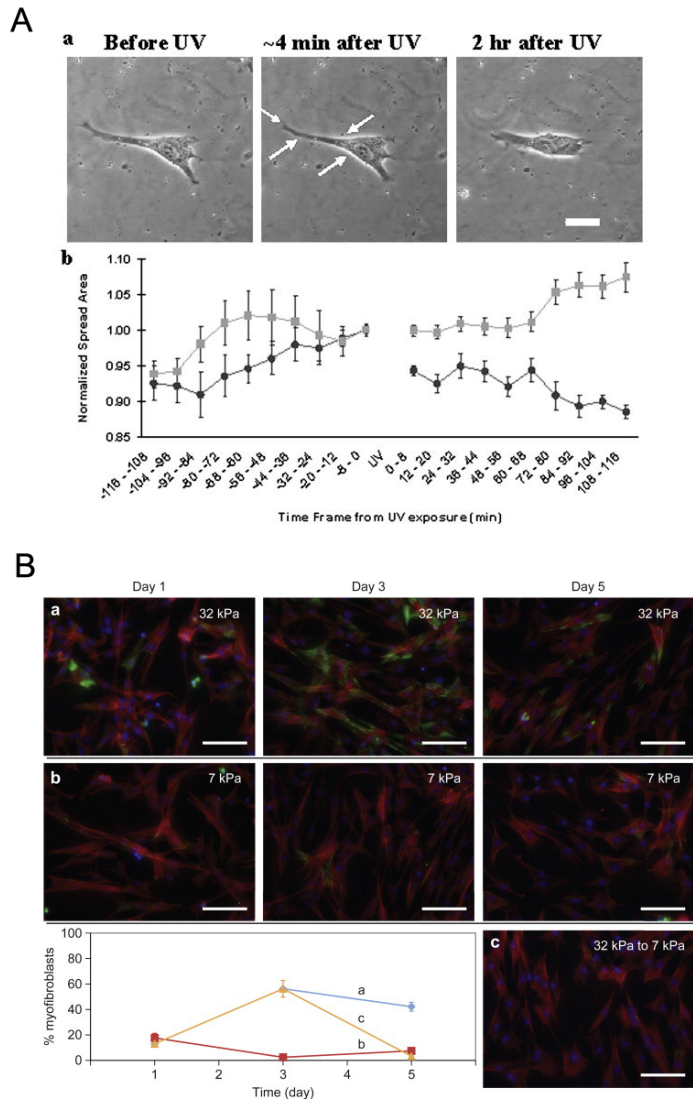 A
a Before UV ~4 min after UV 2 hr after UV
b
Normalized Spread Area
1.10
1.05
1.00
0.95
0.90
0.85
-116 --108
-104 --96
-92 --84
-80 --72
-68 --60
-56 --48
-44 --36
-32 --24
-20 --12
-8 - 0
UV
0 - 8
12 - 20
24 - 32
36 - 44
48 - 56
60 - 68
72 - 80
84 - 92
96 - 104
108 - 116
Time Frame from UV exposure (min)
B
Day 1 Day 3 Day 5
a 32 kPa 32 kPa 32 kPa
b 7 kPa 7 kPa 7 kPa
% myofibroblasts
100
80
60
40
20
0
a
c
b
1 2 3 4 5
Time (day)
c 32 kPa to 7 kPa